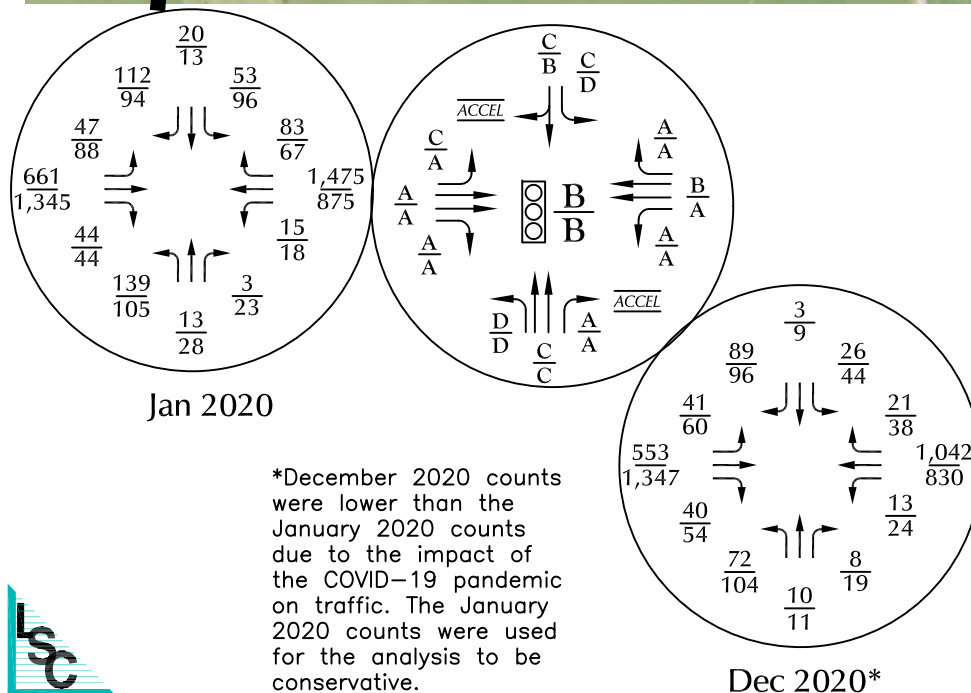 20
13
112
94
53
96
47
88
83
67
661
1,345
1,475
875
44
44
15
18
139
105
3
23
13
28
Jan 2020
C
B
C
D
ACCEL
C
A
A
A
A
A
B
B
B
A
A
A
A
A
D
D
C
C
A
A
ACCEL
3
9
89
96
26
44
41
60
21
38
553
1,347
1,042
830
40
54
13
24
72
104
8
19
10
11
Dec 2020*
*December 2020 counts
were lower than the
January 2020 counts
due to the impact of
the COVID-19 pandemic
on traffic. The January
2020 counts were used
for the analysis to be
conservative.
LSC